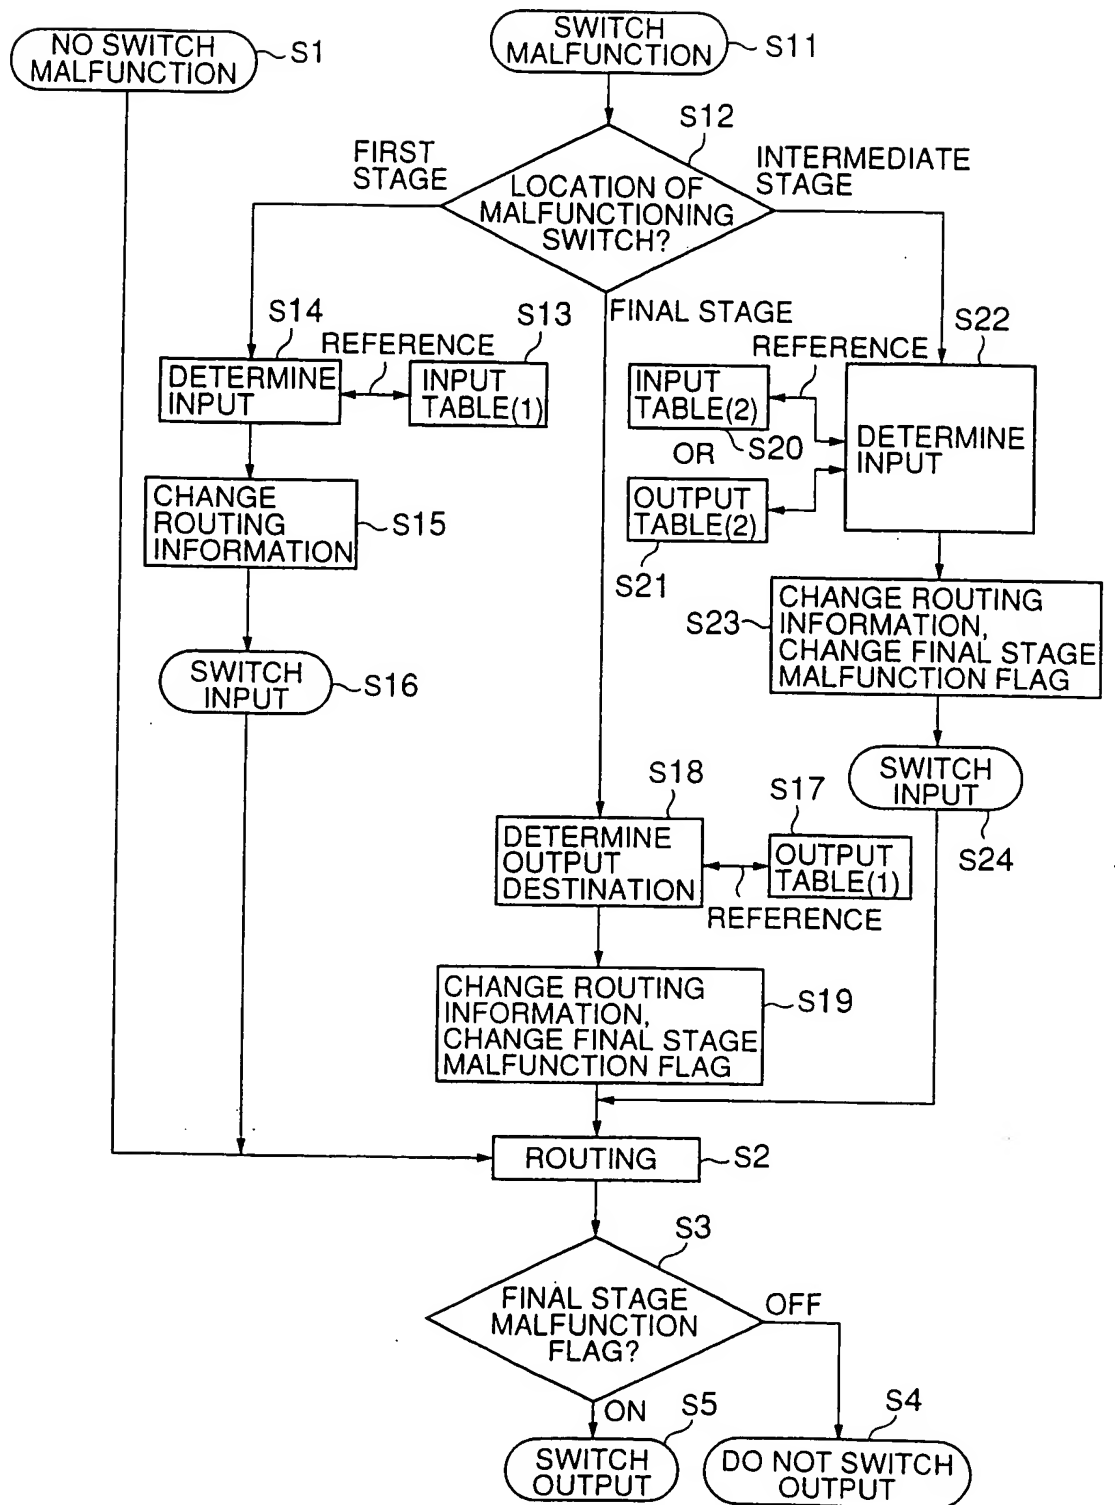 NO SWITCH
MALFUNCTION
S1
SWITCH
MALFUNCTION
S11
S12
FIRST
STAGE
INTERMEDIATE
STAGE
LOCATION OF
MALFUNCTIONING
SWITCH?
S14
REFERENCE
S13
DETERMINE
INPUT
INPUT
TABLE(1)
FINAL STAGE
S22
REFERENCE
INPUT
TABLE(2)
S20
OR
DETERMINE
INPUT
OUTPUT
TABLE(2)
S21
CHANGE
ROUTING
INFORMATION
S15
S23
CHANGE ROUTING
INFORMATION,
CHANGE FINAL STAGE
MALFUNCTION FLAG
SWITCH
INPUT
S16
SWITCH
INPUT
S24
S18
S17
DETERMINE
OUTPUT
DESTINATION
OUTPUT
TABLE(1)
REFERENCE
CHANGE ROUTING
INFORMATION,
CHANGE FINAL STAGE
MALFUNCTION FLAG
S19
ROUTING
S2
S3
FINAL STAGE
MALFUNCTION
FLAG?
OFF
ON
S5
S4
SWITCH
OUTPUT
DO NOT SWITCH
OUTPUT